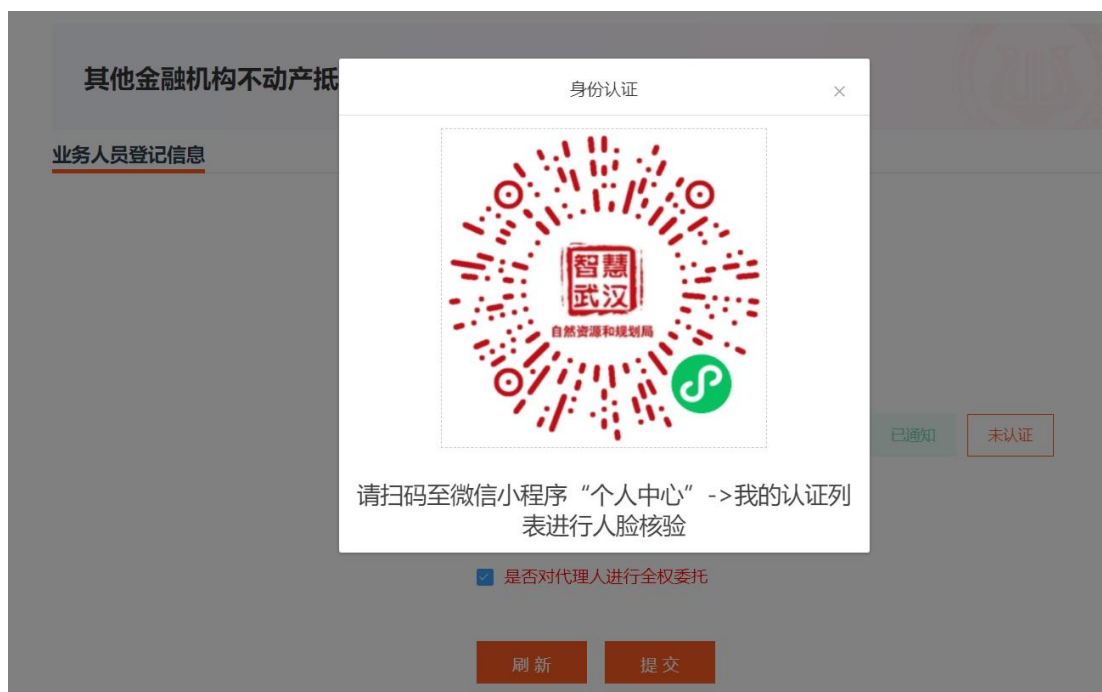 其他金融机构不动产抵
身份认证
业务人员登记信息
智慧
武汉
自然资源和规划局
已通知
未认证
请扫码至微信小程序“个人中心”->我的认证列
表进行人脸核验
是否对代理人进行全权委托
刷新
提交